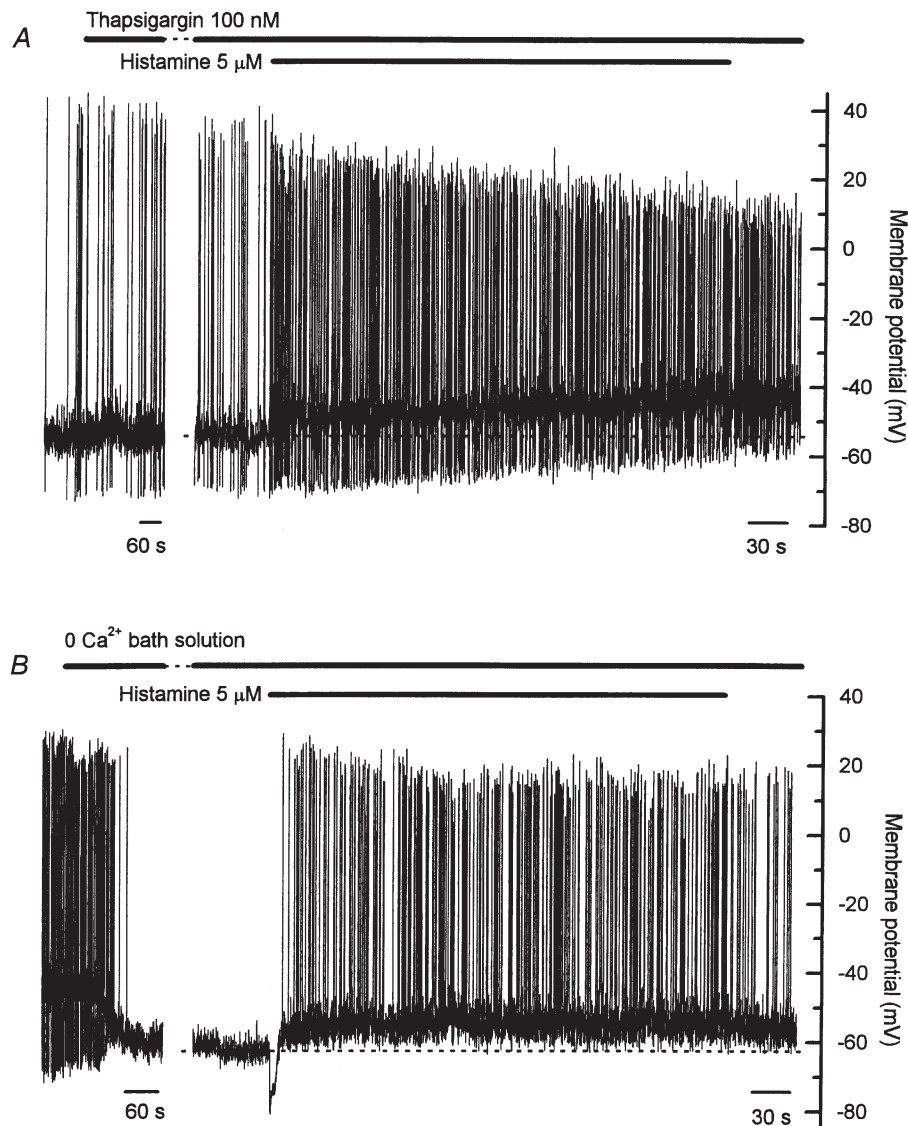 A
Thapsigargin 100 nM
Histamine 5 µM
40
20
0
-20
-40
-60
-80
Membrane potential (mV)
60 s
30 s
B
0 Ca²⁺ bath solution
Histamine 5 µM
40
20
0
-20
-40
-60
-80
Membrane potential (mV)
60 s
30 s